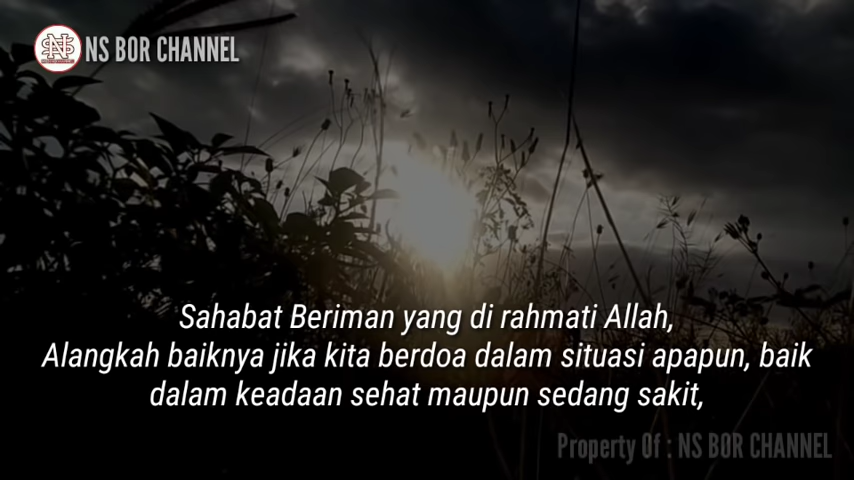 NS BOR CHANNEL
Sahabat Beriman yang di rahmati Allah,
Alangkah baiknya jika kita berdoa dalam situasi apapun, baik
dalam keadaan sehat maupun sedang sakit,
Property Of : NS BOR CHANNEL